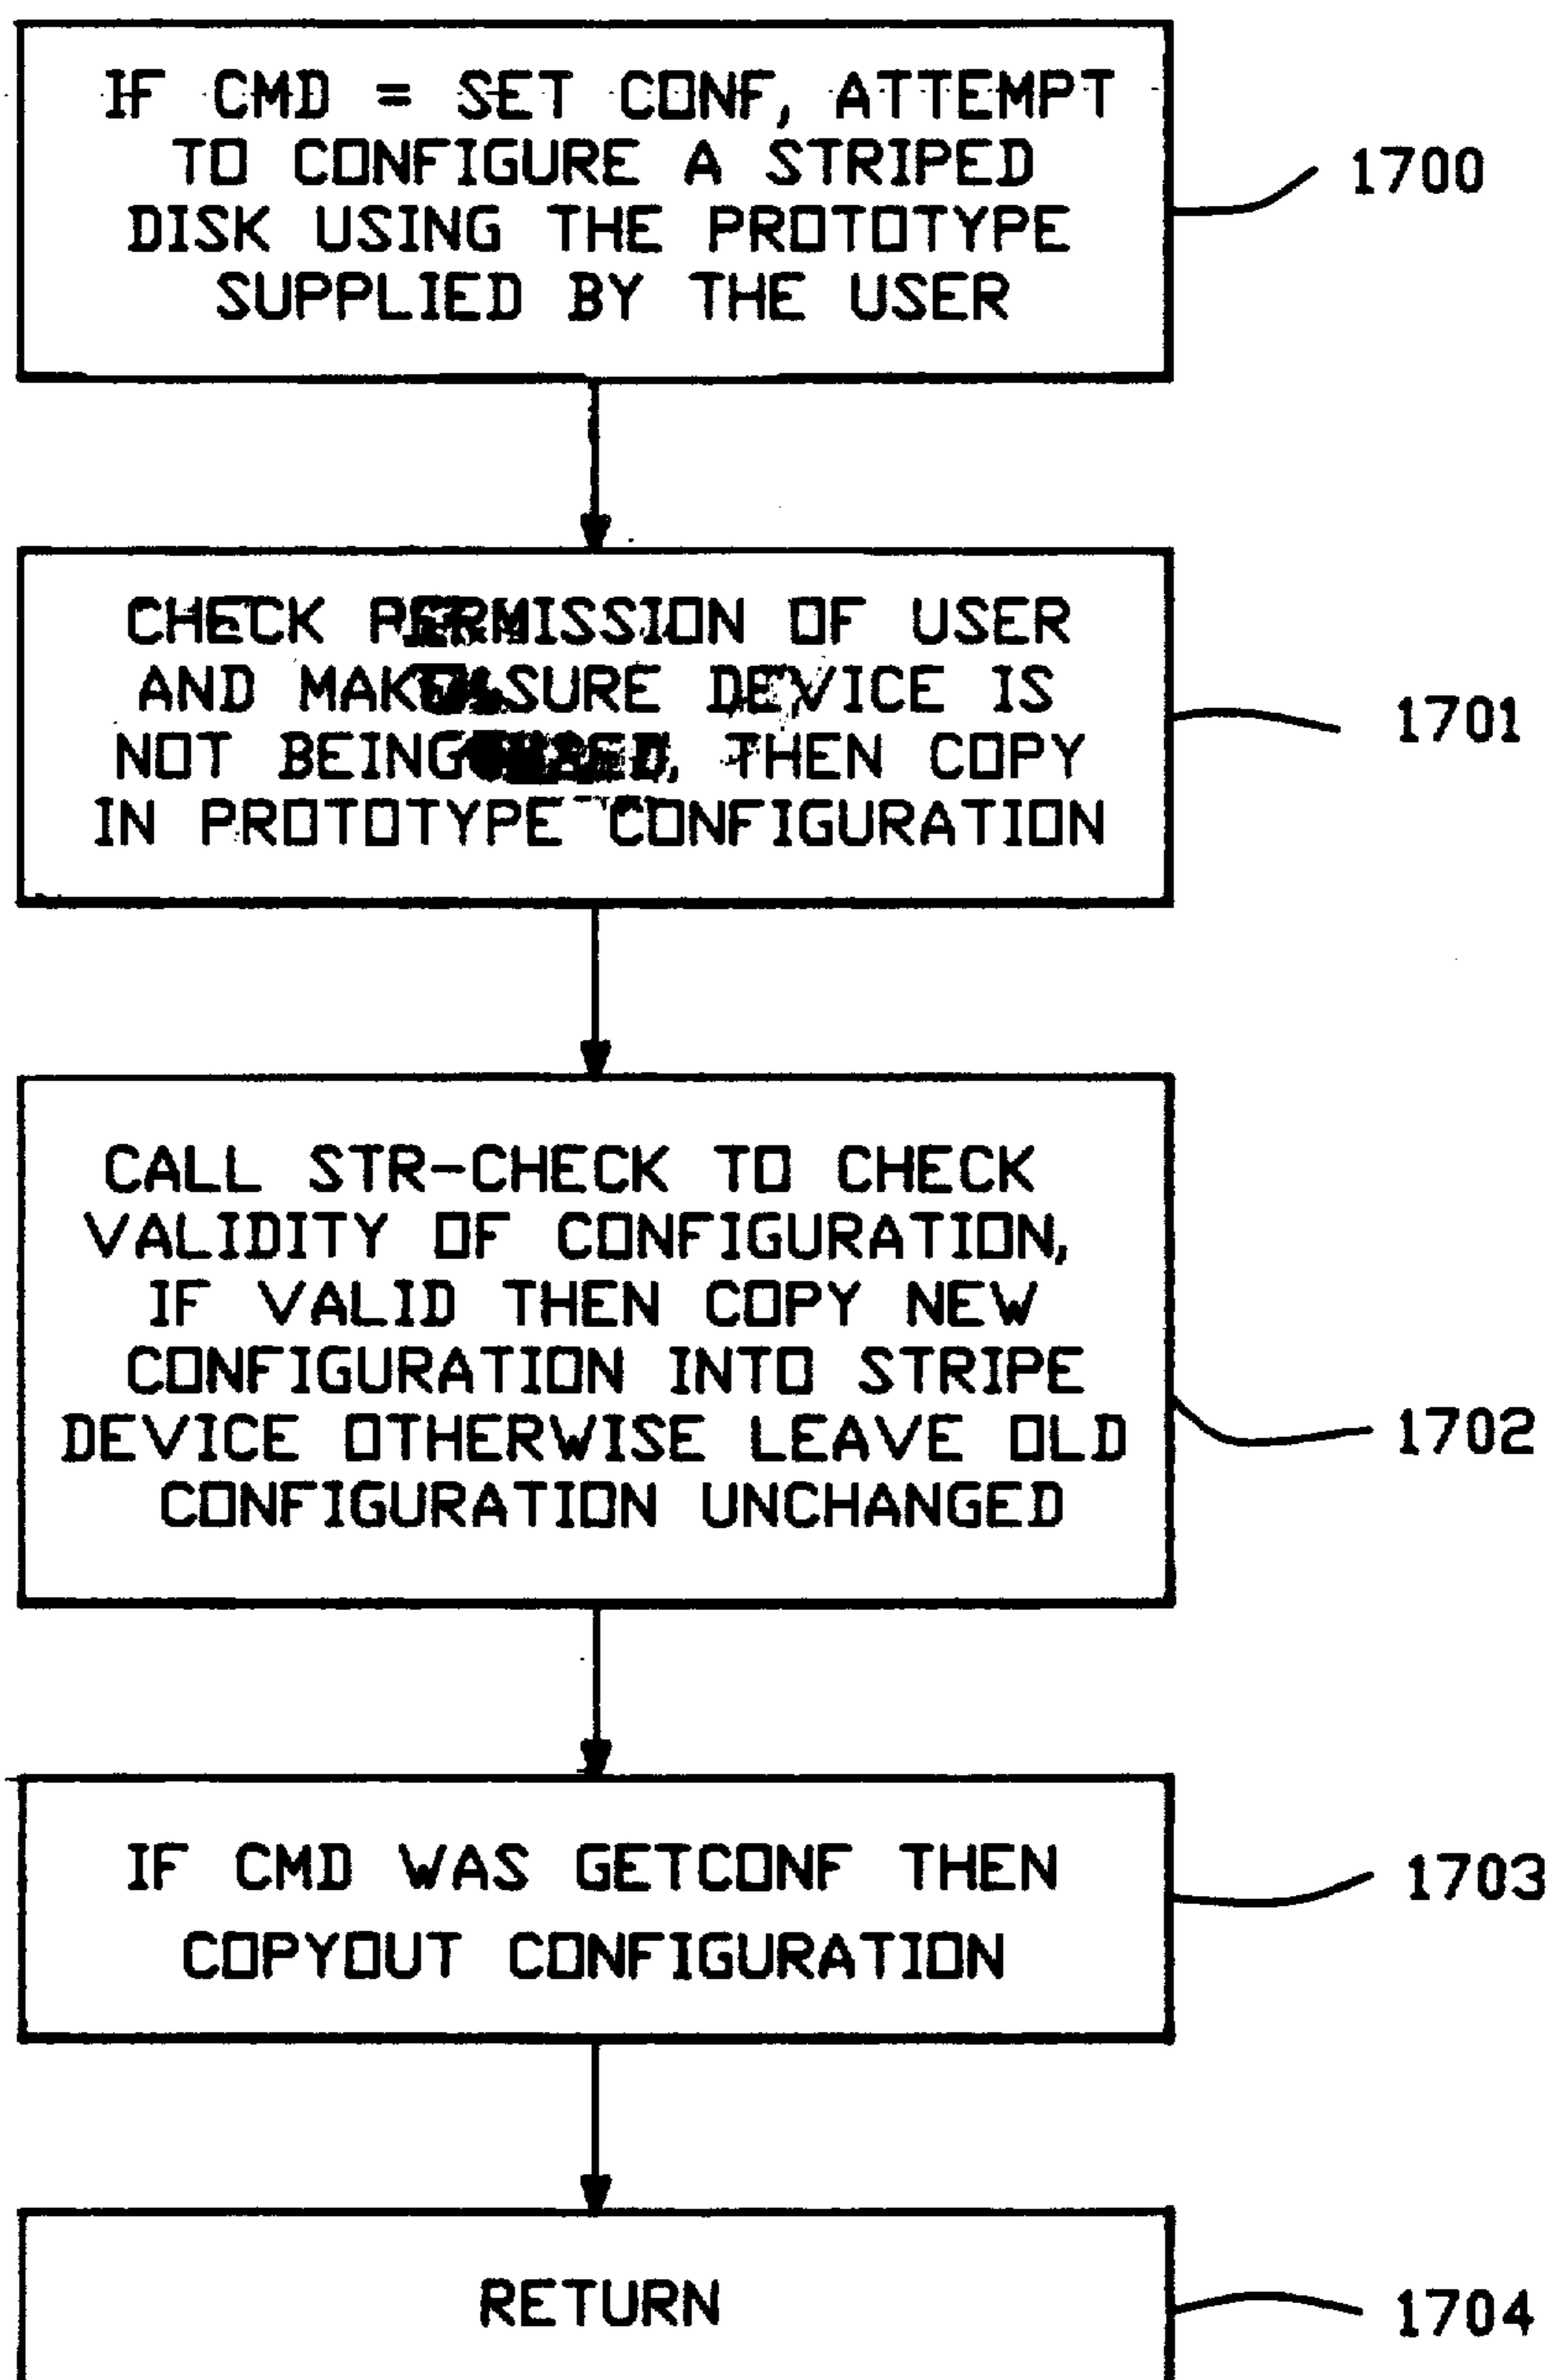 IF CMD = SET CONF, ATTEMPT
TO CONFIGURE A STRIPED
DISK USING THE PROTOTYPE
SUPPLIED BY THE USER
1700
CHECK PERMISSION OF USER
AND MAKE SURE DEVICE IS
NOT BEING THEN COPY
IN PROTOTYPE CONFIGURATION
1701
CALL STR-CHECK TO CHECK
VALIDITY OF CONFIGURATION,
IF VALID THEN COPY NEW
CONFIGURATION INTO STRIPE
DEVICE OTHERWISE LEAVE OLD
CONFIGURATION UNCHANGED
1702
IF CMD WAS GETCONF THEN
COPYOUT CONFIGURATION
1703
RETURN
1704